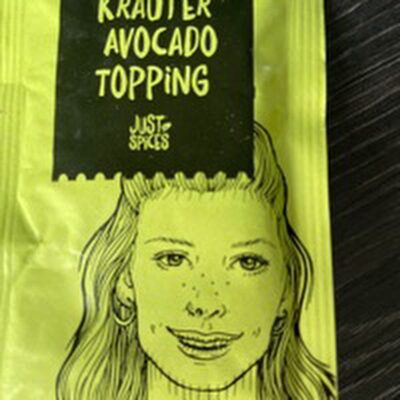 KRÄUTER
AVOCADO
TOPPiNG
JUST
SPICES